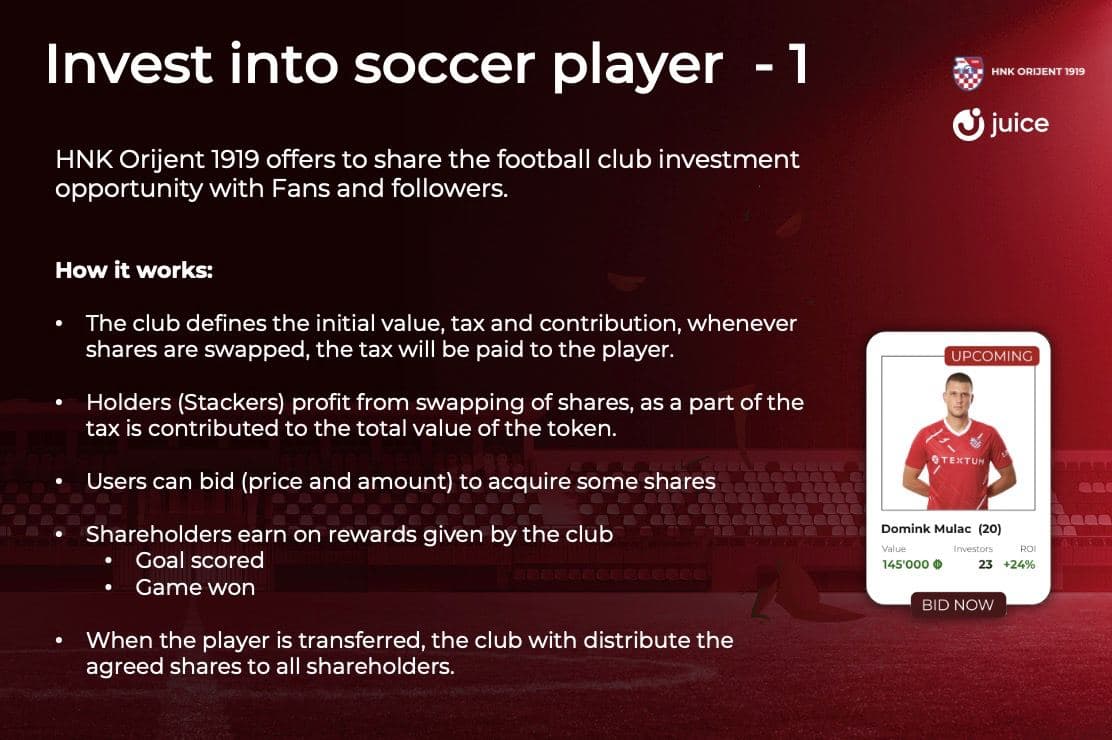 Invest into soccer player - 1
HNK ORIJENT 1919
juice
HNK Orijent 1919 offers to share the football club investment
opportunity with Fans and followers.
How it works:
• The club defines the initial value, tax and contribution, whenever
shares are swapped, the tax will be paid to the player.
• Holders (Stackers) profit from swapping of shares, as a part of the
tax is contributed to the total value of the token.
• Users can bid (price and amount) to acquire some shares
• Shareholders earn on rewards given by the club
• Goal scored
• Game won
• When the player is transferred, the club with distribute the
agreed shares to all shareholders.
UPCOMING
TEXTUM
Domink Mulac (20)
Value Investors ROI
145'000 23 +24%
BID NOW